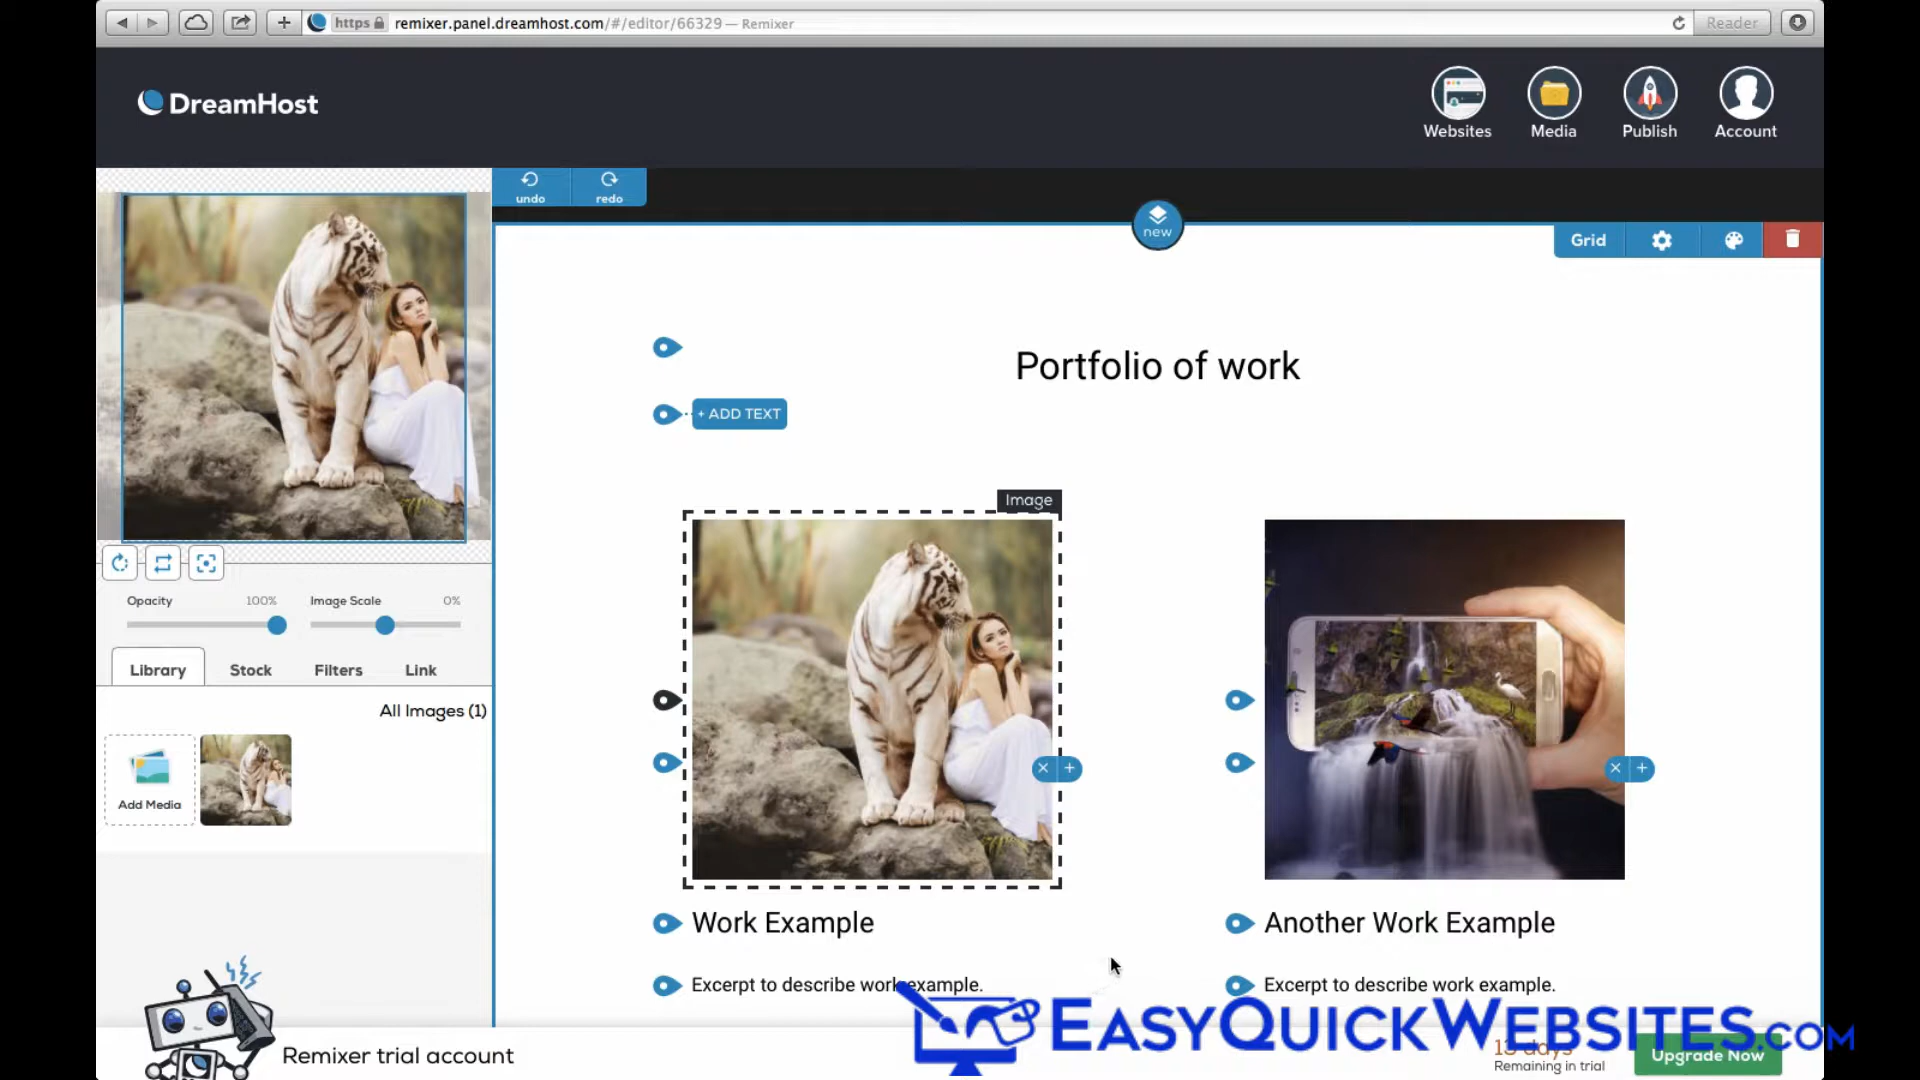 https remixer.panel.dreamhost.com/#/editor/66329 — Remixer
Reader
DreamHost
Websites
Media
Publish
Account
undo
redo
new
Grid
Portfolio of work
+ ADD TEXT
Image
Opacity 100%
Image Scale 0%
Library
Stock
Filters
Link
All Images (1)
Add Media
Work Example
Another Work Example
Excerpt to describe work example.
Excerpt to describe work example.
EASYQUICKWEBSITES.COM
Remixer trial account
13 days
Remaining in trial
Upgrade Now